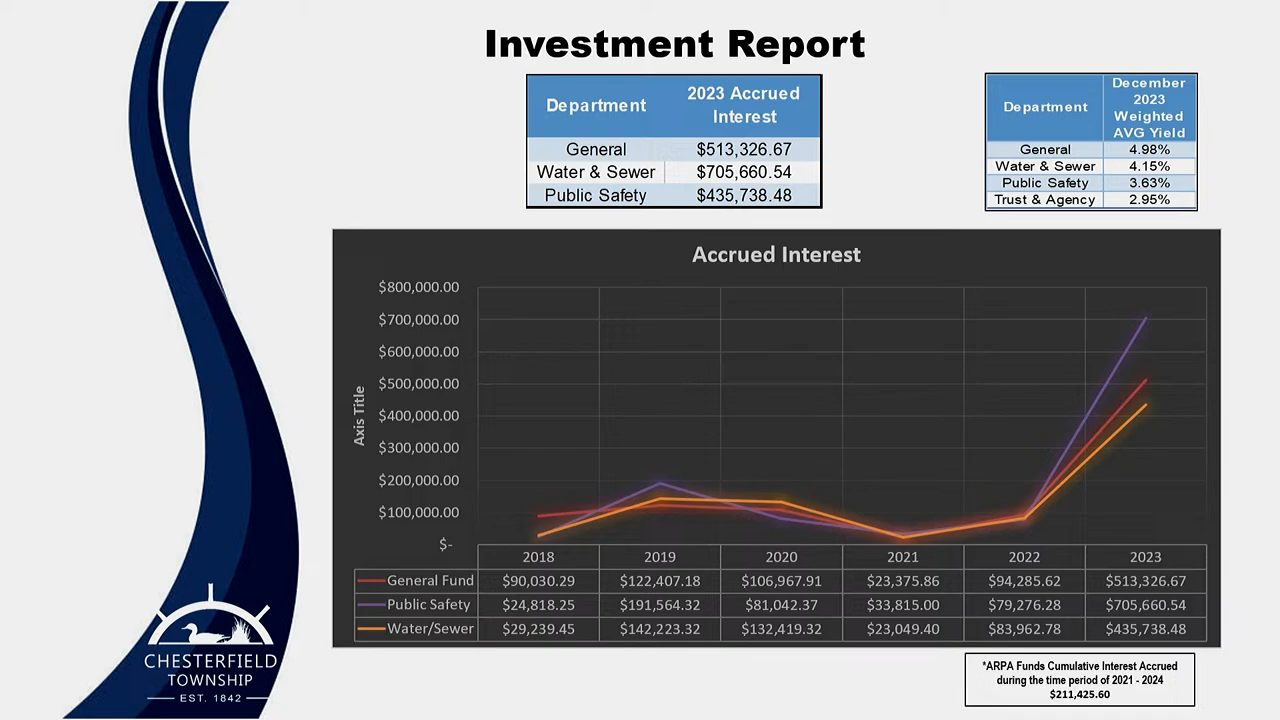 Investment Report
Department 2023 Accrued Interest
General $513,326.67
Water & Sewer $705,660.54
Public Safety $435,738.48
Department December 2023 Weighted AVG Yield
General 4.98%
Water & Sewer 4.15%
Public Safety 3.63%
Trust & Agency 2.95%
Accrued Interest
Axis Title
$800,000.00
$700,000.00
$600,000.00
$500,000.00
$400,000.00
$300,000.00
$200,000.00
$100,000.00
$-
2018 2019 2020 2021 2022 2023
General Fund $90,030.29 $122,407.18 $106,967.91 $23,375.86 $94,285.62 $513,326.67
Public Safety $24,818.25 $191,564.32 $81,042.37 $33,815.00 $79,276.28 $705,660.54
Water/Sewer $29,239.45 $142,223.32 $132,419.32 $23,049.40 $83,962.78 $435,738.48
*ARPA Funds Cumulative Interest Accrued
during the time period of 2021 - 2024
$211,425.60
CHESTERFIELD
TOWNSHIP
EST. 1842